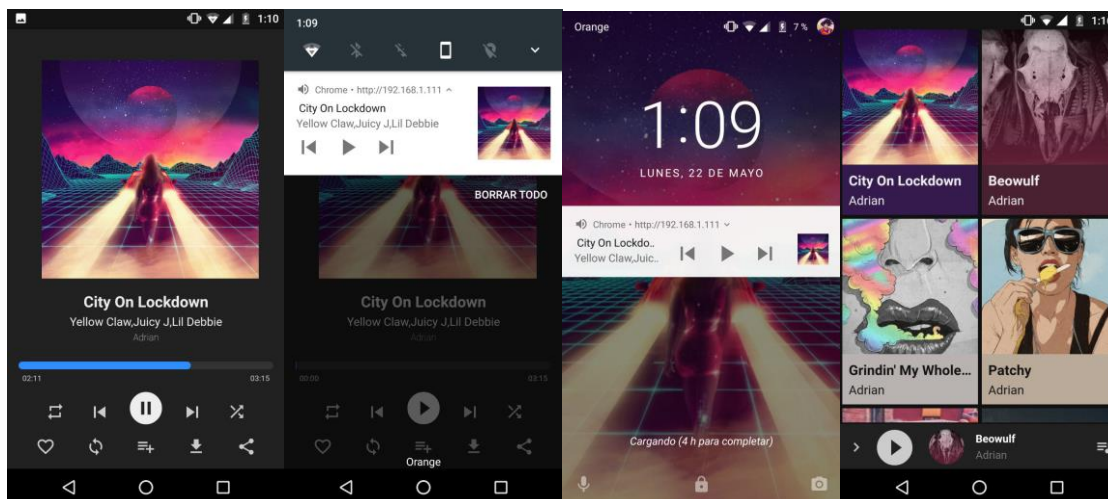 1:10
City On Lockdown
Yellow Claw,Juicy J,Lil Debbie
Adrian
02:11
03:15
1:09
Chrome • http://192.168.1.111
City On Lockdown
Yellow Claw,Juicy J,Lil Debbie
BORRAR TODO
City On Lockdown
Yellow Claw,Juicy J,Lil Debbie
Adrian
00:00
03:15
Orange
Orange
7 %
1:09
LUNES, 22 DE MAYO
Chrome • http://192.168.1.111
City On Lockdo..
Yellow Claw,Juic..
Cargando (4 h para completar)
City On Lockdown
Adrian
Beowulf
Adrian
Grindin' My Whole...
Adrian
Patchy
Adrian
Beowulf
Adrian